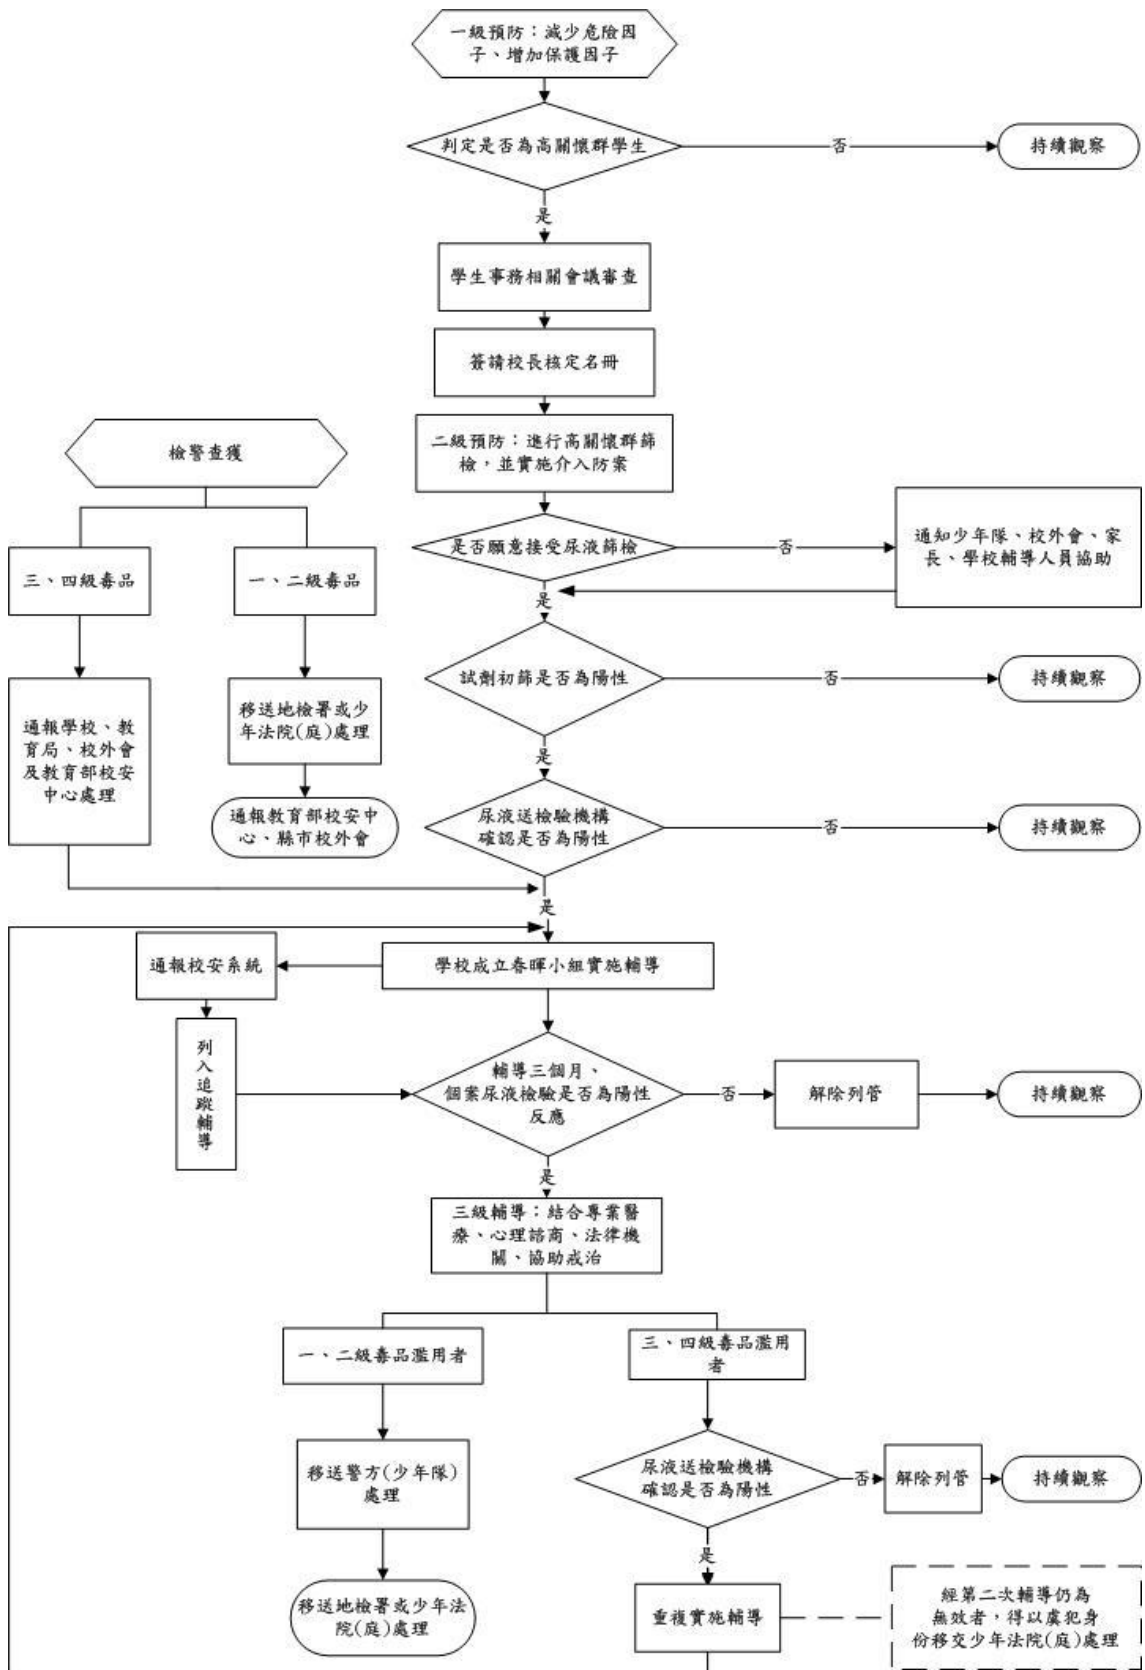 一級預防：減少危險因
子、增加保護因子
判定是否為高關懷群學生
否
持續觀察
是
學生事務相關會議審查
簽請校長核定名冊
二級預防：進行高關懷群篩
檢，並實施介入防案
檢警查獲
三、四級毒品
一、二級毒品
是否願意接受尿液篩檢
否
通知少年隊、校外會、家
長、學校輔導人員協助
是
試劑初篩是否為陽性
否
持續觀察
是
通報學校、教
育局、校外會
及教育部校安
中心處理
移送地檢署或少
年法院(庭)處理
通報教育部校安中
心、縣市校外會
尿液送檢驗機構
確認是否為陽性
否
持續觀察
是
學校成立春暉小組實施輔導
通報校安系統
列入追蹤輔導
輔導三個月、
個案尿液檢驗是否為陽性
反應
否
解除列管
持續觀察
是
三級輔導：結合專業醫
療、心理諮商、法律機
關、協助戒治
一、二級毒品濫用者
三、四級毒品濫用
者
移送警方(少年隊)
處理
移送地檢署或少年法
院(庭)處理
尿液送檢驗機構
確認是否為陽性
否
解除列管
持續觀察
是
重複實施輔導
經第二次輔導仍為
無效者，得以虞犯身
份移交少年法院(庭)處理